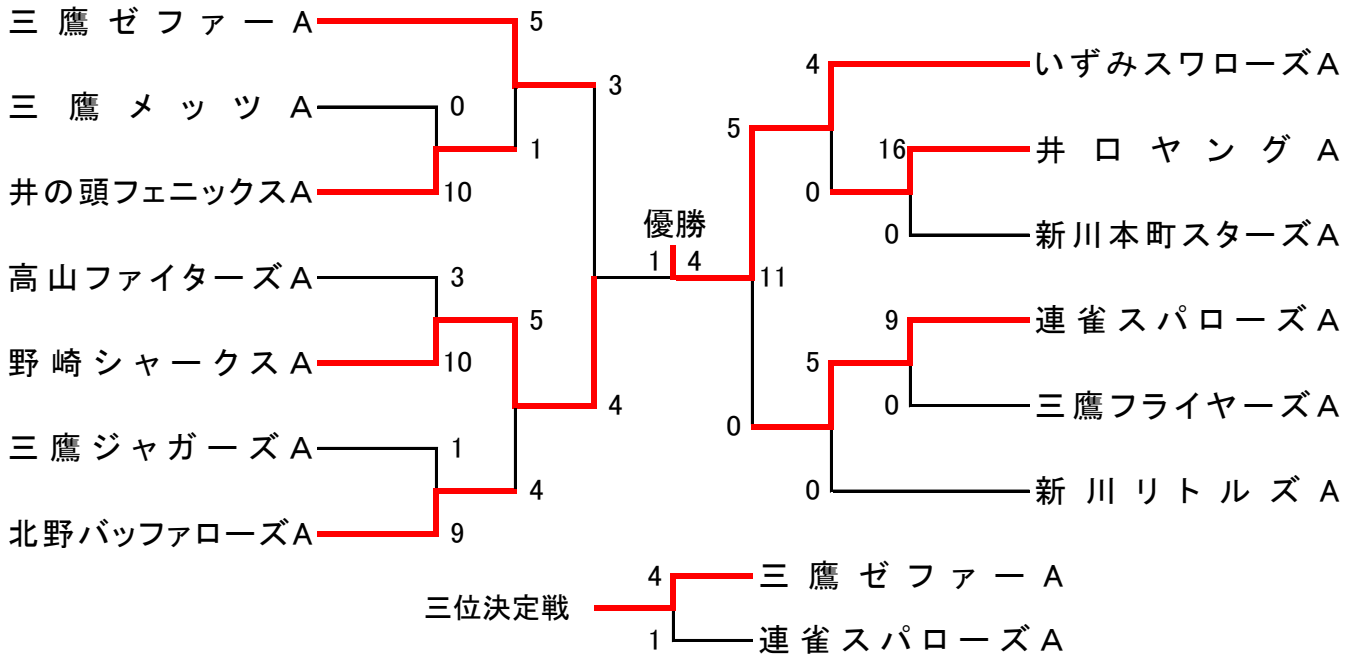 三鷹ゼファーA
5
三鷹メッツA
0
3
1
井の頭フェニックスA
10
高山ファイターズA
3
5
野崎シャークスA
10
4
三鷹ジャガーズA
1
4
北野バッファローズA
9
優勝
1 4
4
いずみスワローズA
5
16
井口ヤングA
0
0
新川本町スターズA
11
9
連雀スパローズA
5
0
三鷹フライヤーズA
0
0
新川リトルズA
三位決定戦
4
三鷹ゼファーA
1
連雀スパローズA